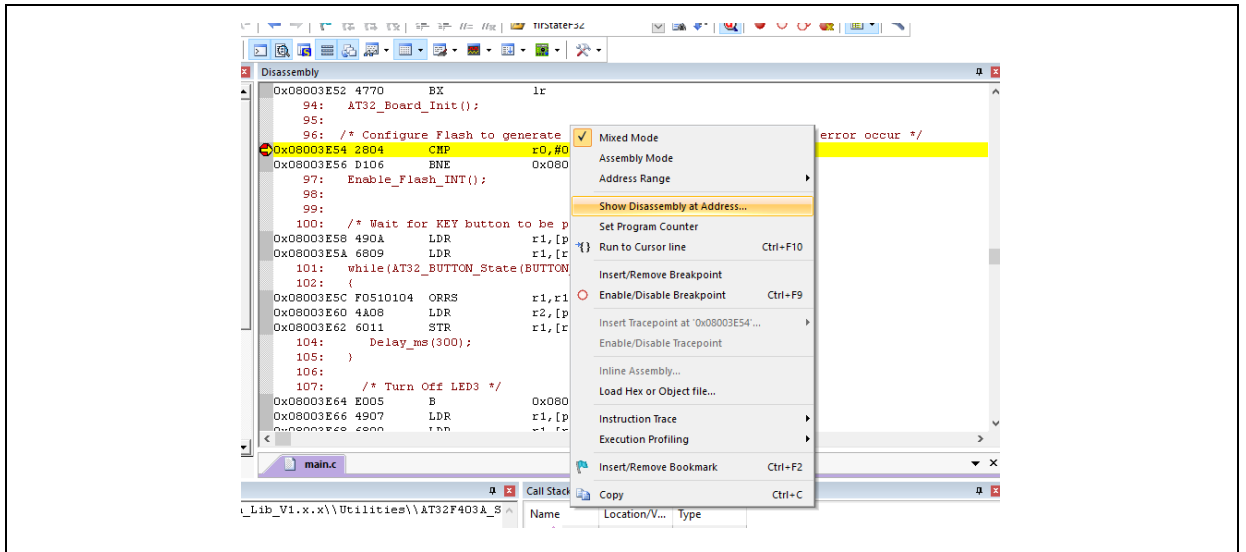 firStateF32
Disassembly
0x08003E52 4770 BX lr
94: AT32_Board_Init();
95:
96: /* Configure Flash to generate error occur */
0x08003E54 2804 CMP r0,#0
0x08003E56 D106 BNE 0x080
97: Enable_Flash_INT();
98:
99:
100: /* Wait for KEY button to be p
0x08003E58 490A LDR r1,[p
0x08003E5A 6809 LDR r1,[r
101: while(AT32_BUTTON_State(BUTTON
102: {
0x08003E5C F0510104 ORRS r1,r1
0x08003E60 4A08 LDR r2,[p
0x08003E62 6011 STR r1,[r
104: Delay_ms(300);
105: }
106:
107: /* Turn Off LED3 */
0x08003E64 E005 B 0x080
0x08003E66 4907 LDR r1,[p
0x08003E68 6809 LDR r1,[r
Mixed Mode
Assembly Mode
Address Range
Show Disassembly at Address...
Set Program Counter
Run to Cursor line Ctrl+F10
Insert/Remove Breakpoint
Enable/Disable Breakpoint Ctrl+F9
Insert Tracepoint at '0x08003E54'...
Enable/Disable Tracepoint
Inline Assembly...
Load Hex or Object file...
Instruction Trace
Execution Profiling
Insert/Remove Bookmark Ctrl+F2
Copy Ctrl+C
main.c
Call Stack
_Lib_V1.x.x\\Utilities\\AT32F403A_S
Name Location/V... Type